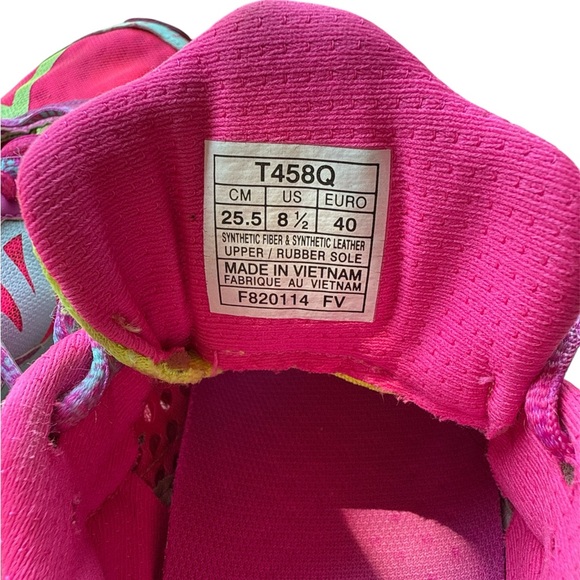 T458Q
CM US EURO
25.5 8 ½ 40
SYNTHETIC FIBER & SYNTHETIC LEATHER
UPPER / RUBBER SOLE
MADE IN VIETNAM
FABRIQUE AU VIETNAM
F820114 FV